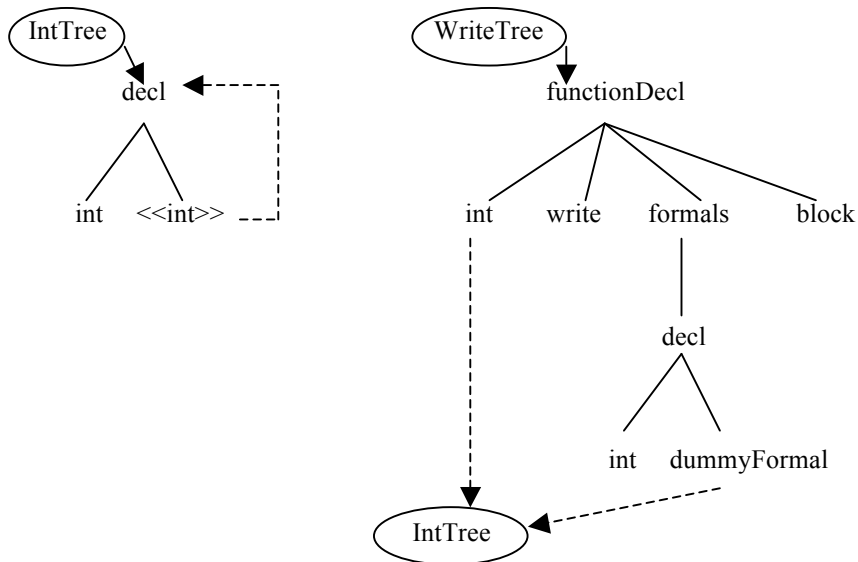 IntTree WriteTree
decl functionDecl
int <<int>> int write formals block
decl
int dummyFormal
IntTree